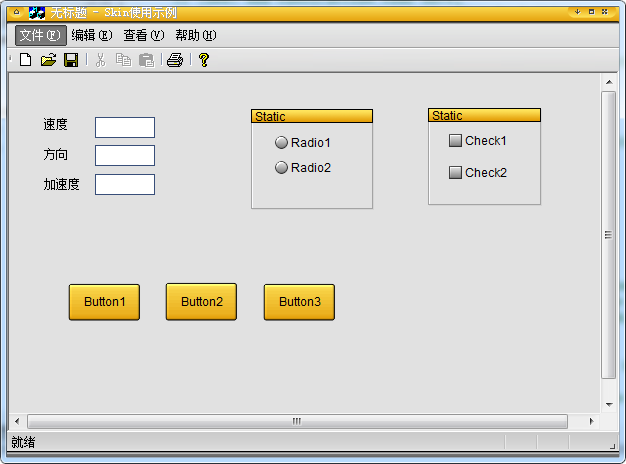 无标题 - Skin使用示例
文件(F) 编辑(E) 查看(V) 帮助(H)
速度
方向
加速度
Static
Radio1
Radio2
Static
Check1
Check2
Button1 Button2 Button3
就绪